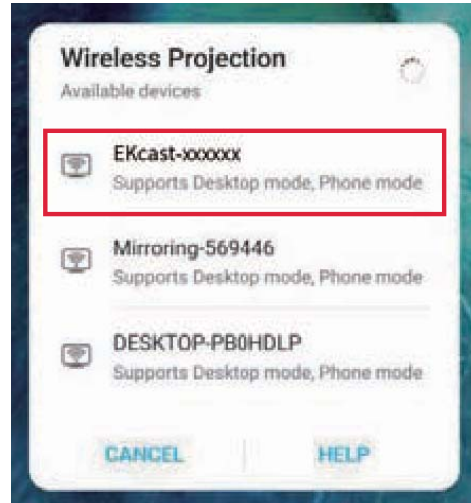 Wireless Projection
Available devices
EKcast-xxxxxx
Supports Desktop mode, Phone mode
Mirroring-569446
Supports Desktop mode, Phone mode
DESKTOP-PB0HDLP
Supports Desktop mode, Phone mode
CANCEL
HELP